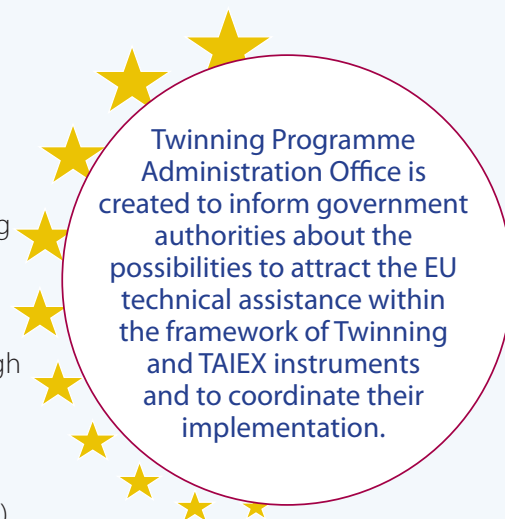 Twinning Programme
Administration Office is
created to inform government
authorities about the
possibilities to attract the EU
technical assistance within
the framework of Twinning
and TAIEX instruments
and to coordinate their
implementation.